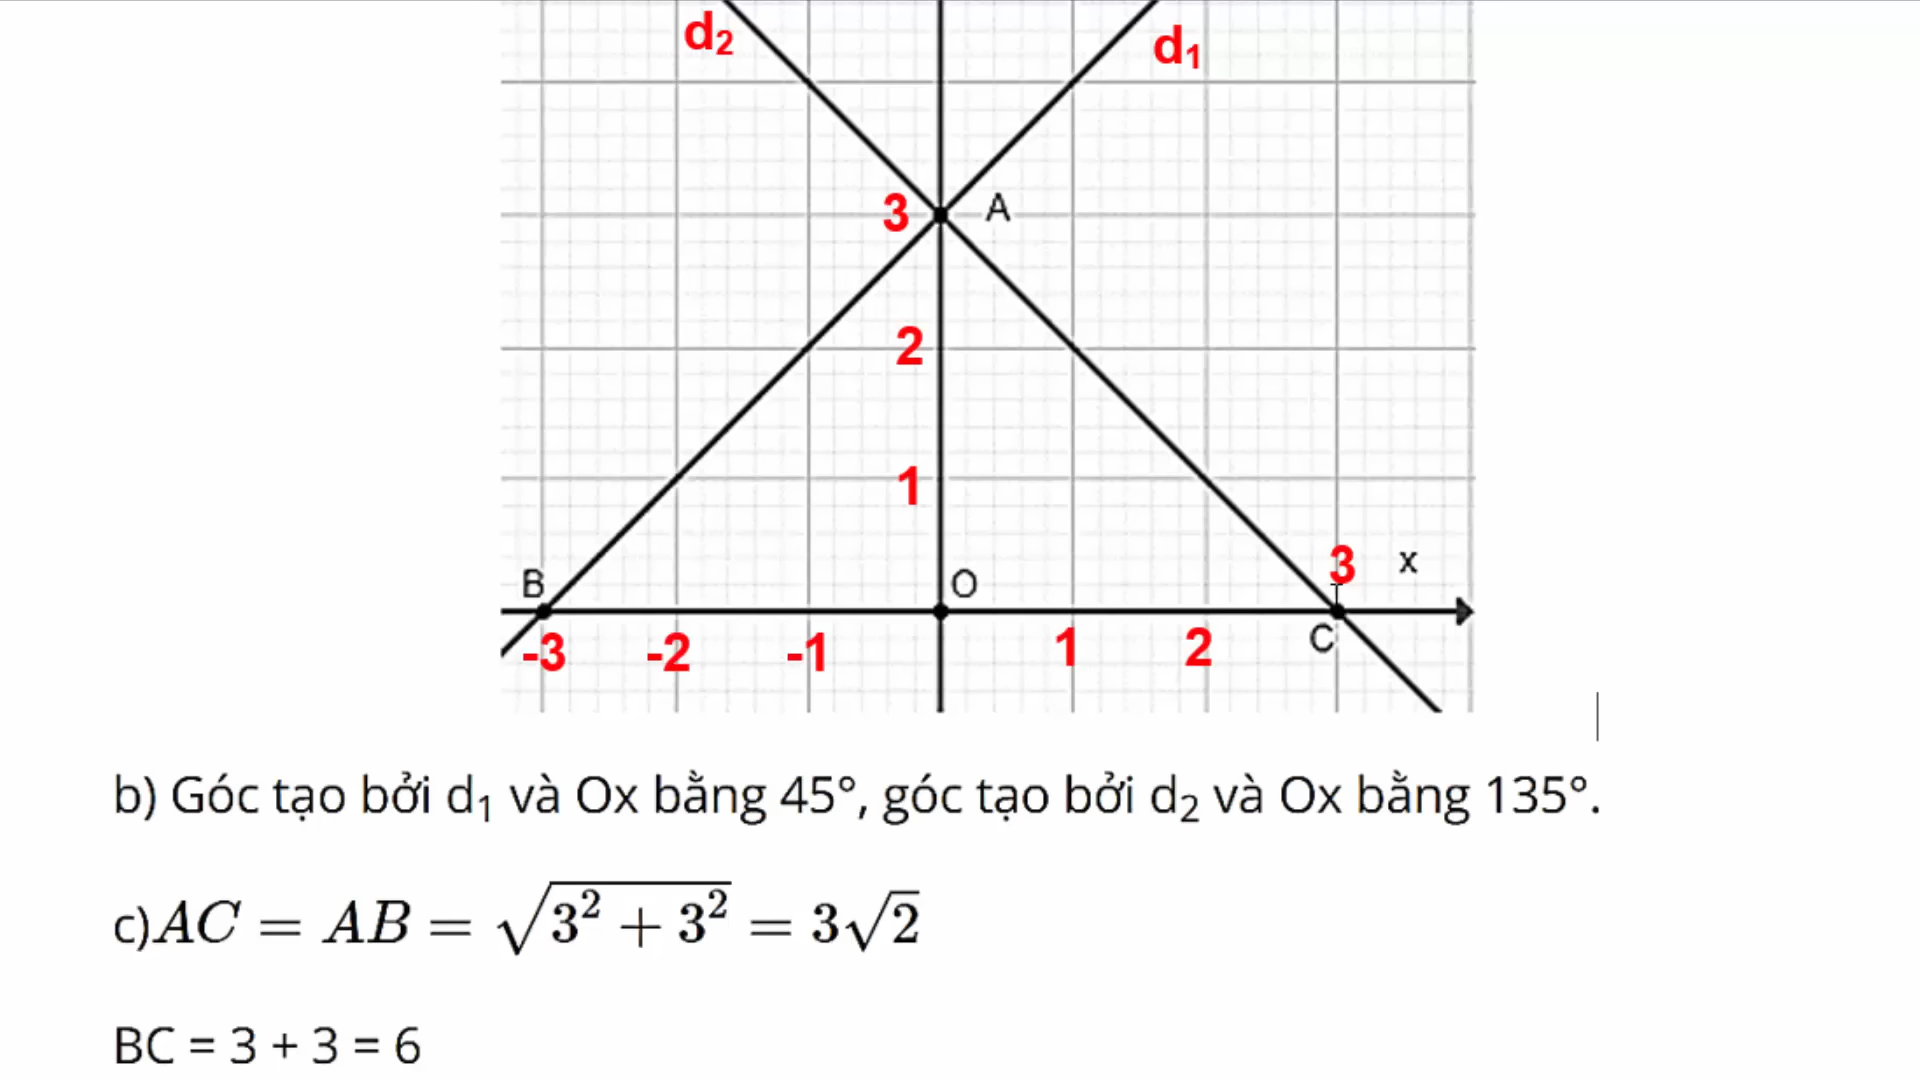 d₂
d₁
3 A
2
1
B O 3 x
-3 -2 -1 1 2 C
b) Góc tạo bởi d₁ và Ox bằng 45°, góc tạo bởi d₂ và Ox bằng 135°.
c) AC = AB = √(3² + 3²) = 3√2
BC = 3 + 3 = 6